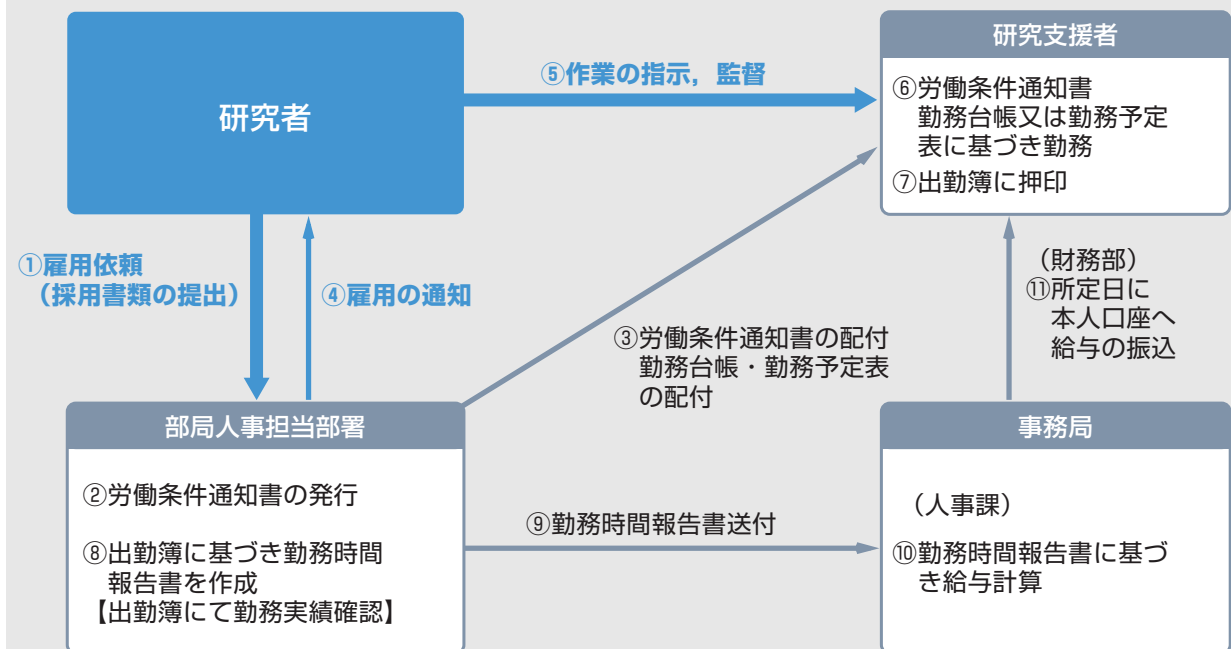 研究者
①雇用依頼
（採用書類の提出）
④雇用の通知
⑤作業の指示，監督
研究支援者
⑥労働条件通知書
勤務台帳又は勤務予定
表に基づき勤務
⑦出勤簿に押印
③労働条件通知書の配付
勤務台帳・勤務予定表
の配付
（財務部）
⑪所定日に
本人口座へ
給与の振込
部局人事担当部署
②労働条件通知書の発行
⑧出勤簿に基づき勤務時間
報告書を作成
【出勤簿にて勤務実績確認】
⑨勤務時間報告書送付
事務局
（人事課）
⑩勤務時間報告書に基づ
き給与計算